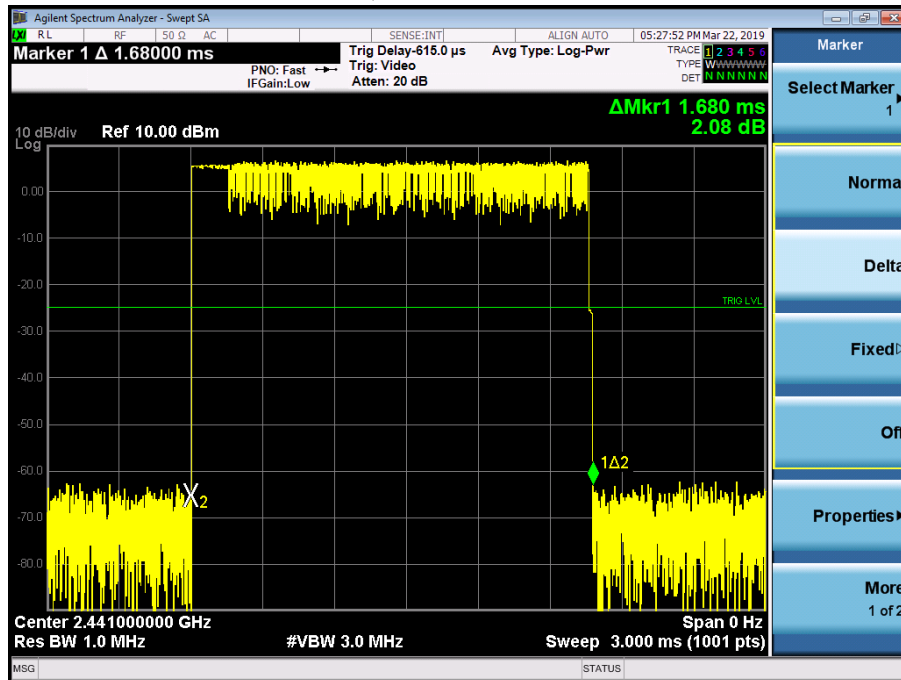 Agilent Spectrum Analyzer - Swept SA
LXI RL RF 50 Ω AC SENSE:INT ALIGN AUTO 05:27:52 PM Mar 22, 2019
Marker 1 Δ 1.68000 ms
PNO: Fast
IFGain:Low
Trig Delay-615.0 µs
Trig: Video
Atten: 20 dB
Avg Type: Log-Pwr
TRACE 1 2 3 4 5 6
TYPE WWWWWW
DET N N N N N N
ΔMkr1 1.680 ms
2.08 dB
10 dB/div Ref 10.00 dBm
Log
0.00
-10.0
-20.0
TRIG LVL
-30.0
-40.0
-50.0
-60.0
1Δ2
2
-70.0
-80.0
Center 2.441000000 GHz Span 0 Hz
Res BW 1.0 MHz #VBW 3.0 MHz Sweep 3.000 ms (1001 pts)
MSG STATUS
Marker
Select Marker
1
Norma
Delta
Fixed
Off
Properties
More
1 of 2